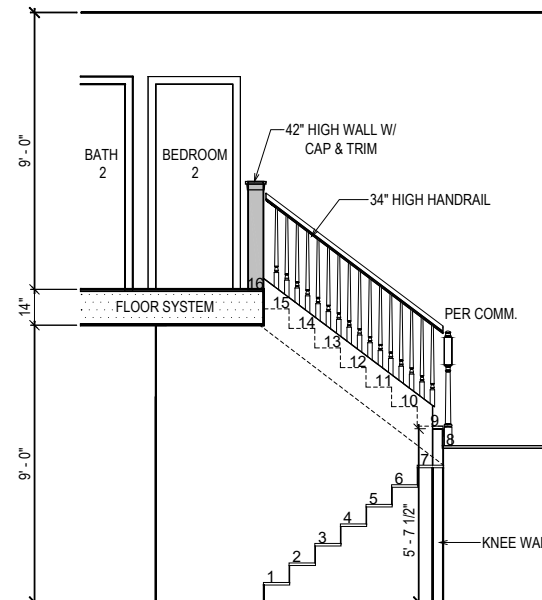 42" HIGH WALL W/
CAP & TRIM
9' - 0"
BATH
2
BEDROOM
2
34" HIGH HANDRAIL
16
14"
FLOOR SYSTEM
15
PER COMM.
14
13
12
11
10
9
8
7
6
5
4
3
2
1
9' - 0"
5' - 7 1/2"
KNEE WA